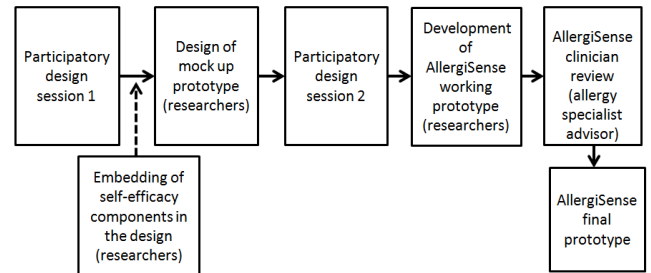 Participatory
design
session 1
Design of
mock up
prototype
(researchers)
Participatory
design
session 2
Development
of
AllergiSense
working
prototype
(researchers)
AllergiSense
clinician
review
(allergy
specialist
advisor)
Embedding of
self-efficacy
components in
the design
(researchers)
AllergiSense
final
prototype